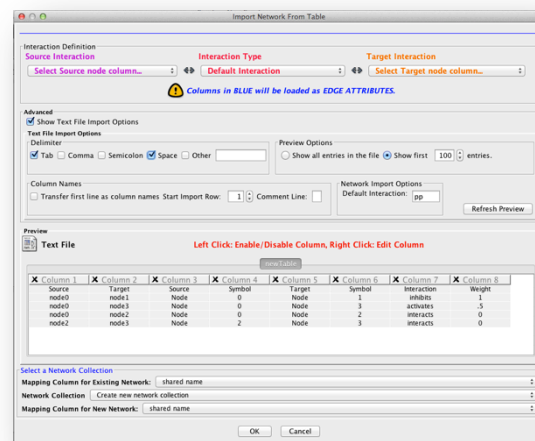 Import Network From Table
Interaction Definition
Source Interaction Interaction Type Target Interaction
Select Source node column... Default Interaction Select Target node column...
Columns in BLUE will be loaded as EDGE ATTRIBUTES.
Advanced
Show Text File Import Options
Text File Import Options
Delimiter Preview Options
Tab Comma Semicolon Space Other Show all entries in the file Show first 100 entries.
Column Names Network Import Options
Transfer first line as column names Start Import Row: 1 Comment Line: Default Interaction: pp
Refresh Preview
Preview
Text File Left Click: Enable/Disable Column, Right Click: Edit Column
newTable
X Column 1 X Column 2 X Column 3 X Column 4 X Column 5 X Column 6 X Column 7 X Column 8
Source Target Source Symbol Target Symbol Interaction Weight
node0 node1 Node 0 Node 1 inhibits 1
node0 node3 Node 0 Node 3 activates .5
node0 node2 Node 0 Node 2 interacts 0
node2 node3 Node 2 Node 3 interacts 0
Select a Network Collection
Mapping Column for Existing Network: shared name
Network Collection Create new network collection
Mapping Column for New Network: shared name
OK Cancel